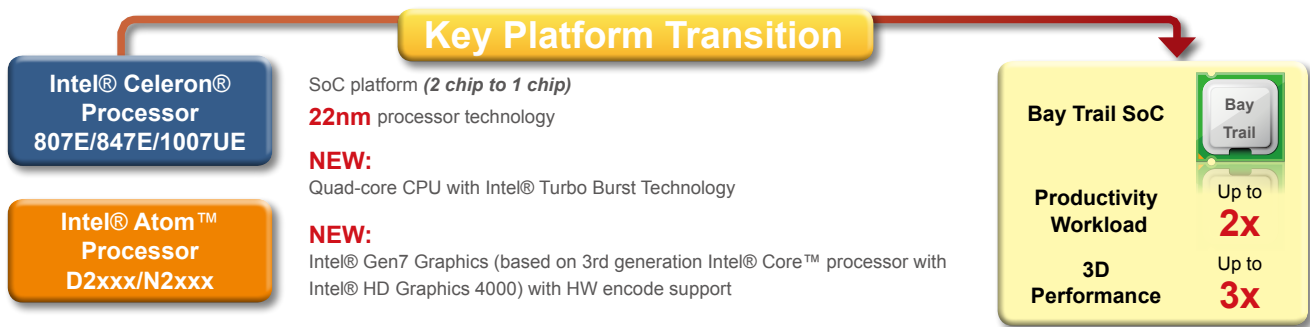 Key Platform Transition
Intel® Celeron®
Processor
807E/847E/1007UE
Intel® Atom™
Processor
D2xxx/N2xxx
SoC platform (2 chip to 1 chip)
22nm processor technology
NEW:
Quad-core CPU with Intel® Turbo Burst Technology
NEW:
Intel® Gen7 Graphics (based on 3rd generation Intel® Core™ processor with
Intel® HD Graphics 4000) with HW encode support
Bay Trail SoC
Bay
Trail
Productivity
Workload
Up to
2x
3D
Performance
Up to
3x